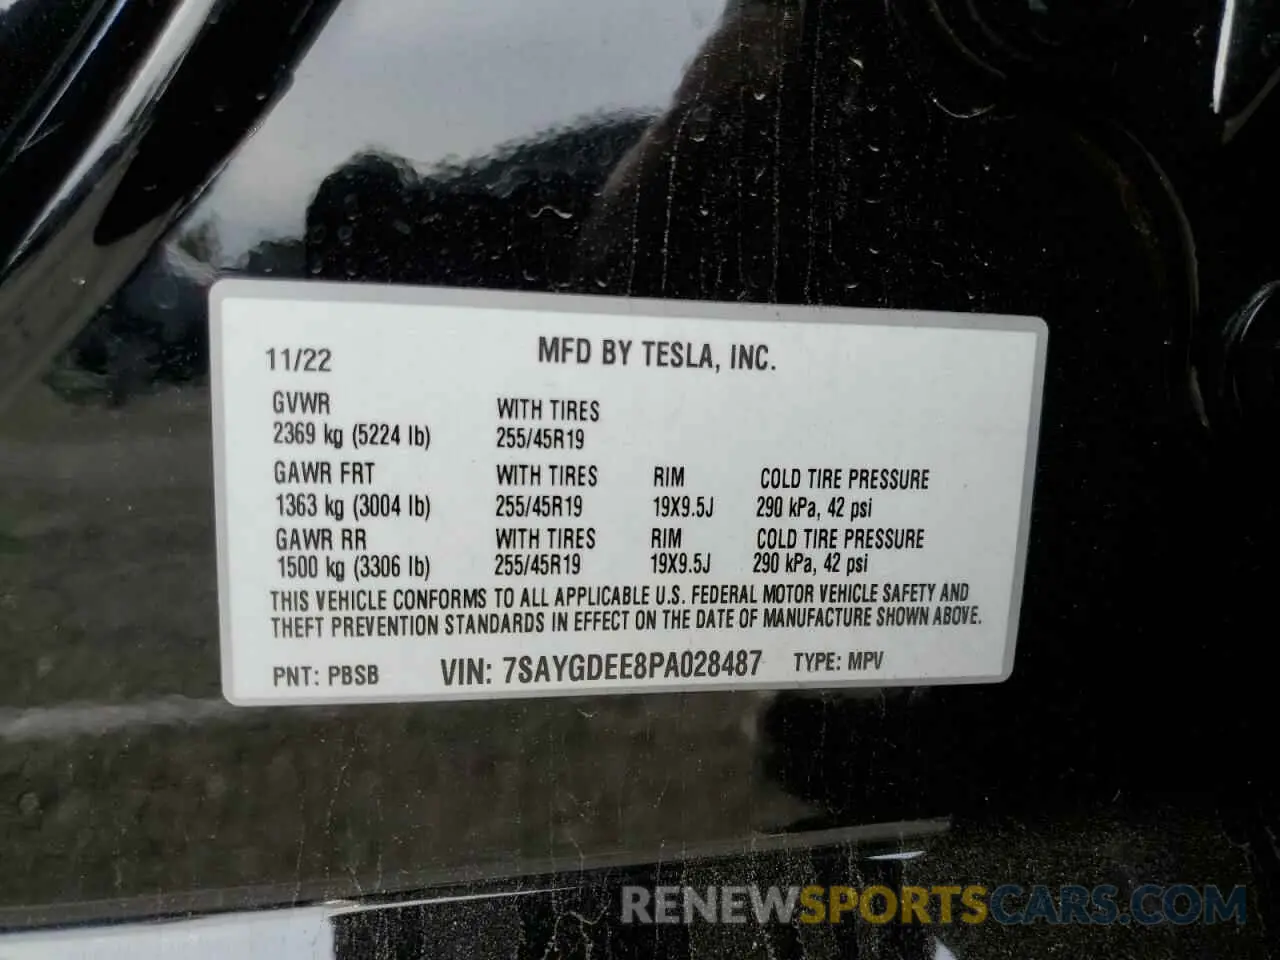 11/22 MFD BY TESLA, INC.
GVWR WITH TIRES
2369 kg (5224 lb) 255/45R19
GAWR FRT WITH TIRES RIM COLD TIRE PRESSURE
1363 kg (3004 lb) 255/45R19 19X9.5J 290 kPa, 42 psi
GAWR RR WITH TIRES RIM COLD TIRE PRESSURE
1500 kg (3306 lb) 255/45R19 19X9.5J 290 kPa, 42 psi
THIS VEHICLE CONFORMS TO ALL APPLICABLE U.S. FEDERAL MOTOR VEHICLE SAFETY AND
THEFT PREVENTION STANDARDS IN EFFECT ON THE DATE OF MANUFACTURE SHOWN ABOVE.
PNT: PBSB VIN: 7SAYGDEE8PA028487 TYPE: MPV
RENEWSPORTSCARS.COM